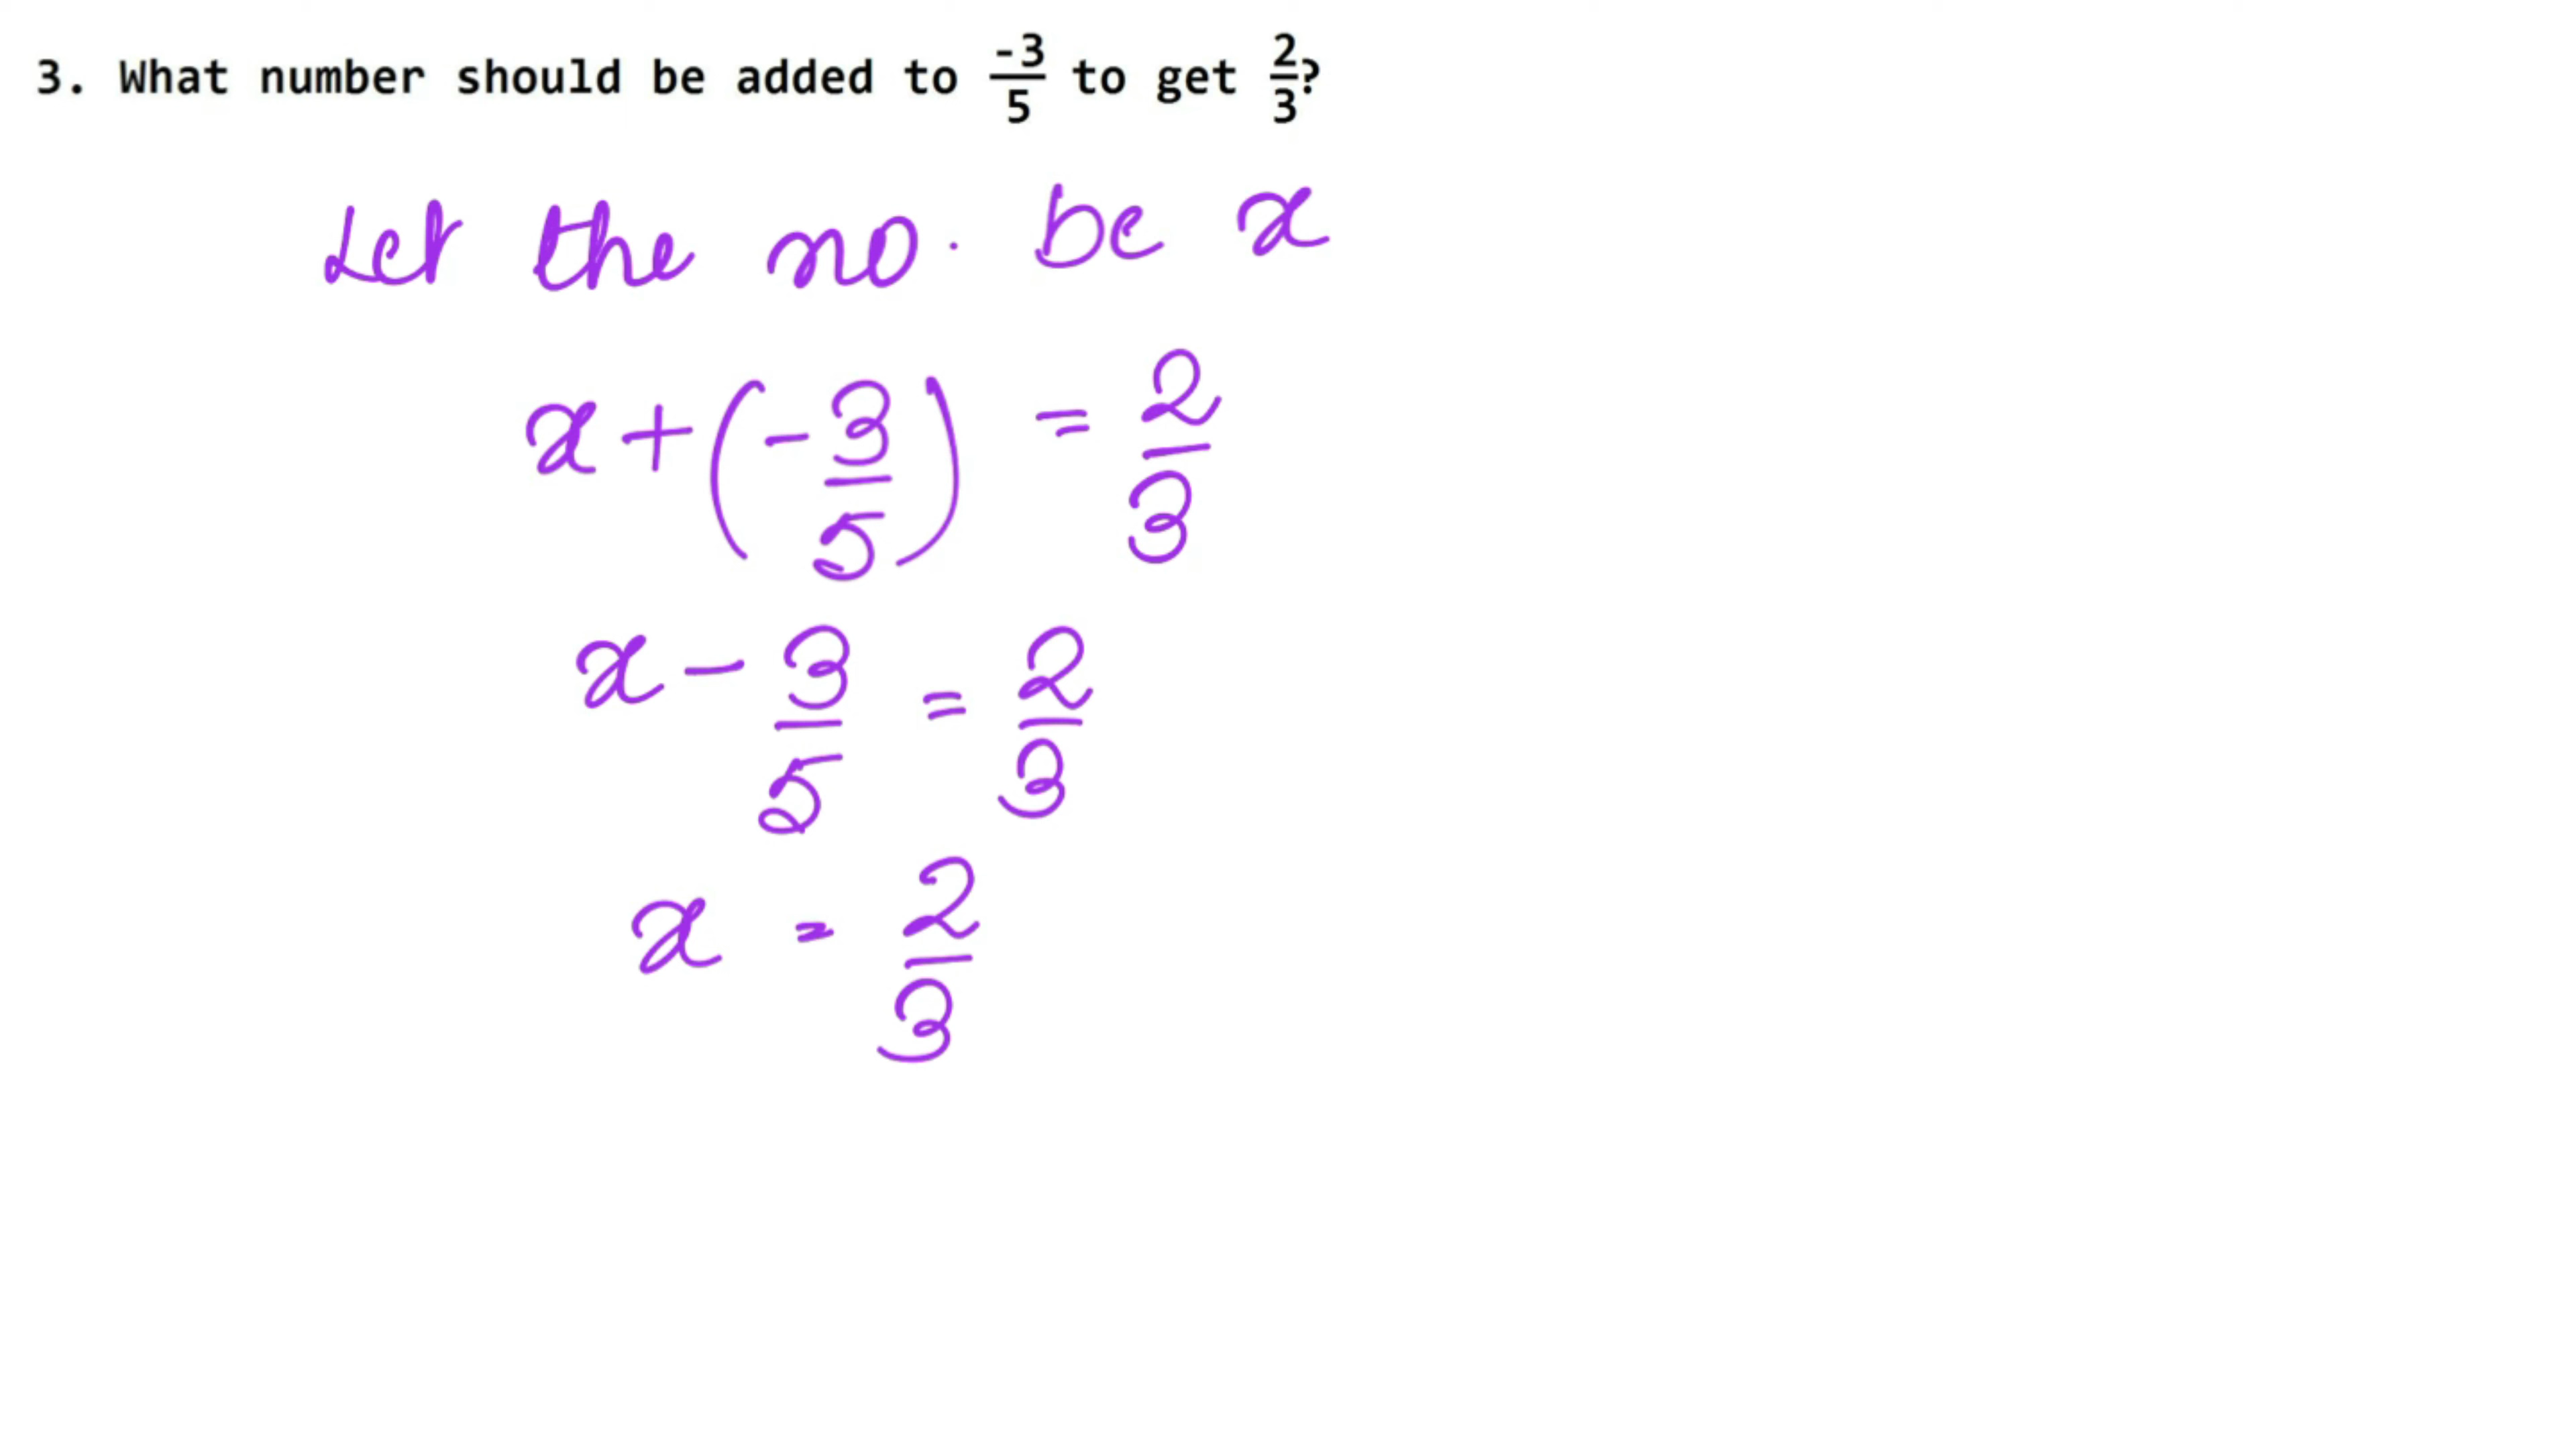 3. What number should be added to -3/5 to get 2/3?
Let the no. be x
x + (-3/5) = 2/3
x - 3/5 = 2/3
x = 2/3